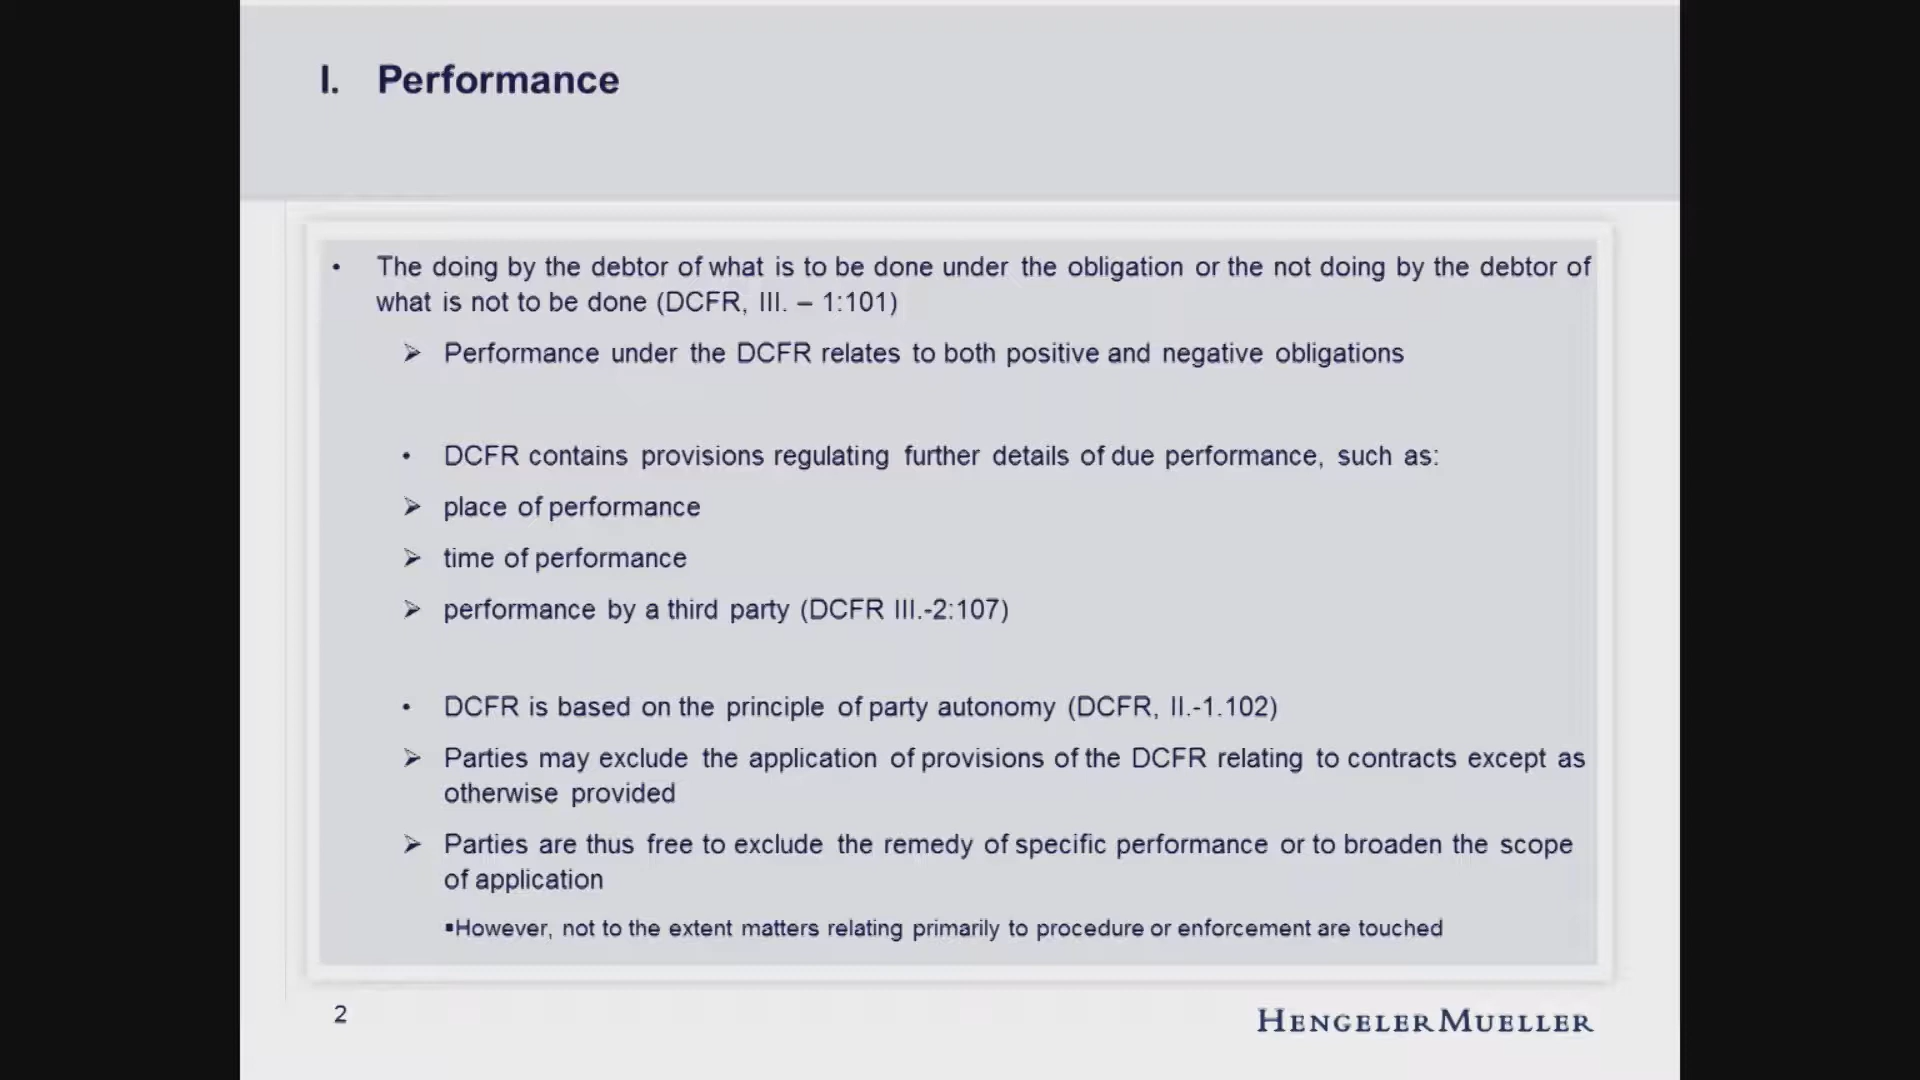 I. Performance
• The doing by the debtor of what is to be done under the obligation or the not doing by the debtor of
what is not to be done (DCFR, III. – 1:101)
➢ Performance under the DCFR relates to both positive and negative obligations
• DCFR contains provisions regulating further details of due performance, such as:
➢ place of performance
➢ time of performance
➢ performance by a third party (DCFR III.-2:107)
• DCFR is based on the principle of party autonomy (DCFR, II.-1.102)
➢ Parties may exclude the application of provisions of the DCFR relating to contracts except as
otherwise provided
➢ Parties are thus free to exclude the remedy of specific performance or to broaden the scope
of application
▪However, not to the extent matters relating primarily to procedure or enforcement are touched
2
HENGELER MUELLER